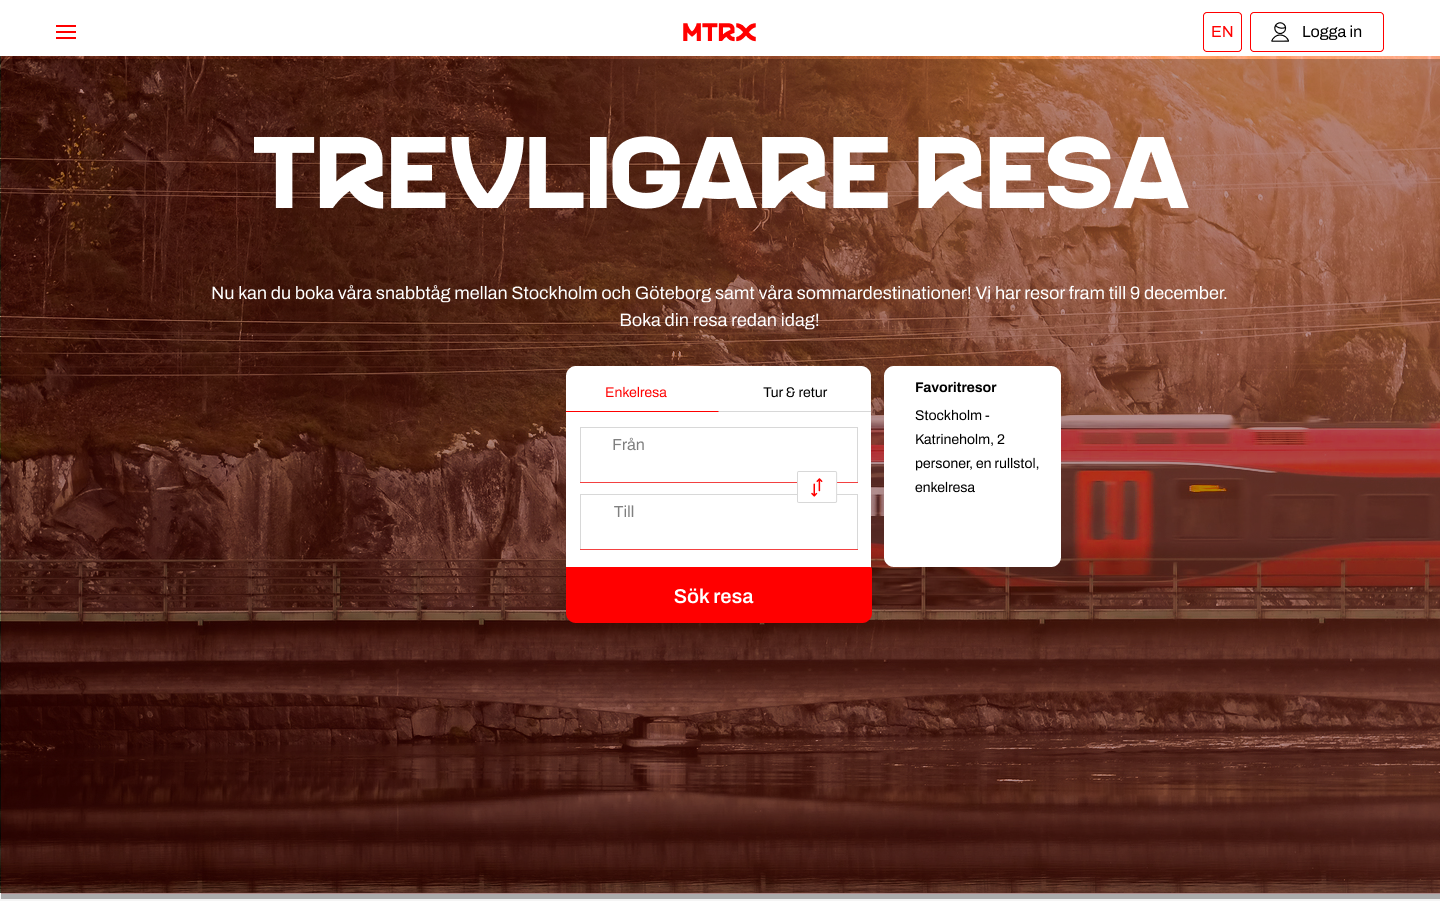 MTRX
EN
Logga in
TREVLIGARE RESA
Nu kan du boka våra snabbtåg mellan Stockholm och Göteborg samt våra sommardestinationer! Vi har resor fram till 9 december.
Boka din resa redan idag!
Enkelresa
Tur & retur
Från
Till
Sök resa
Favoritresor
Stockholm -
Katrineholm, 2
personer, en rullstol,
enkelresa